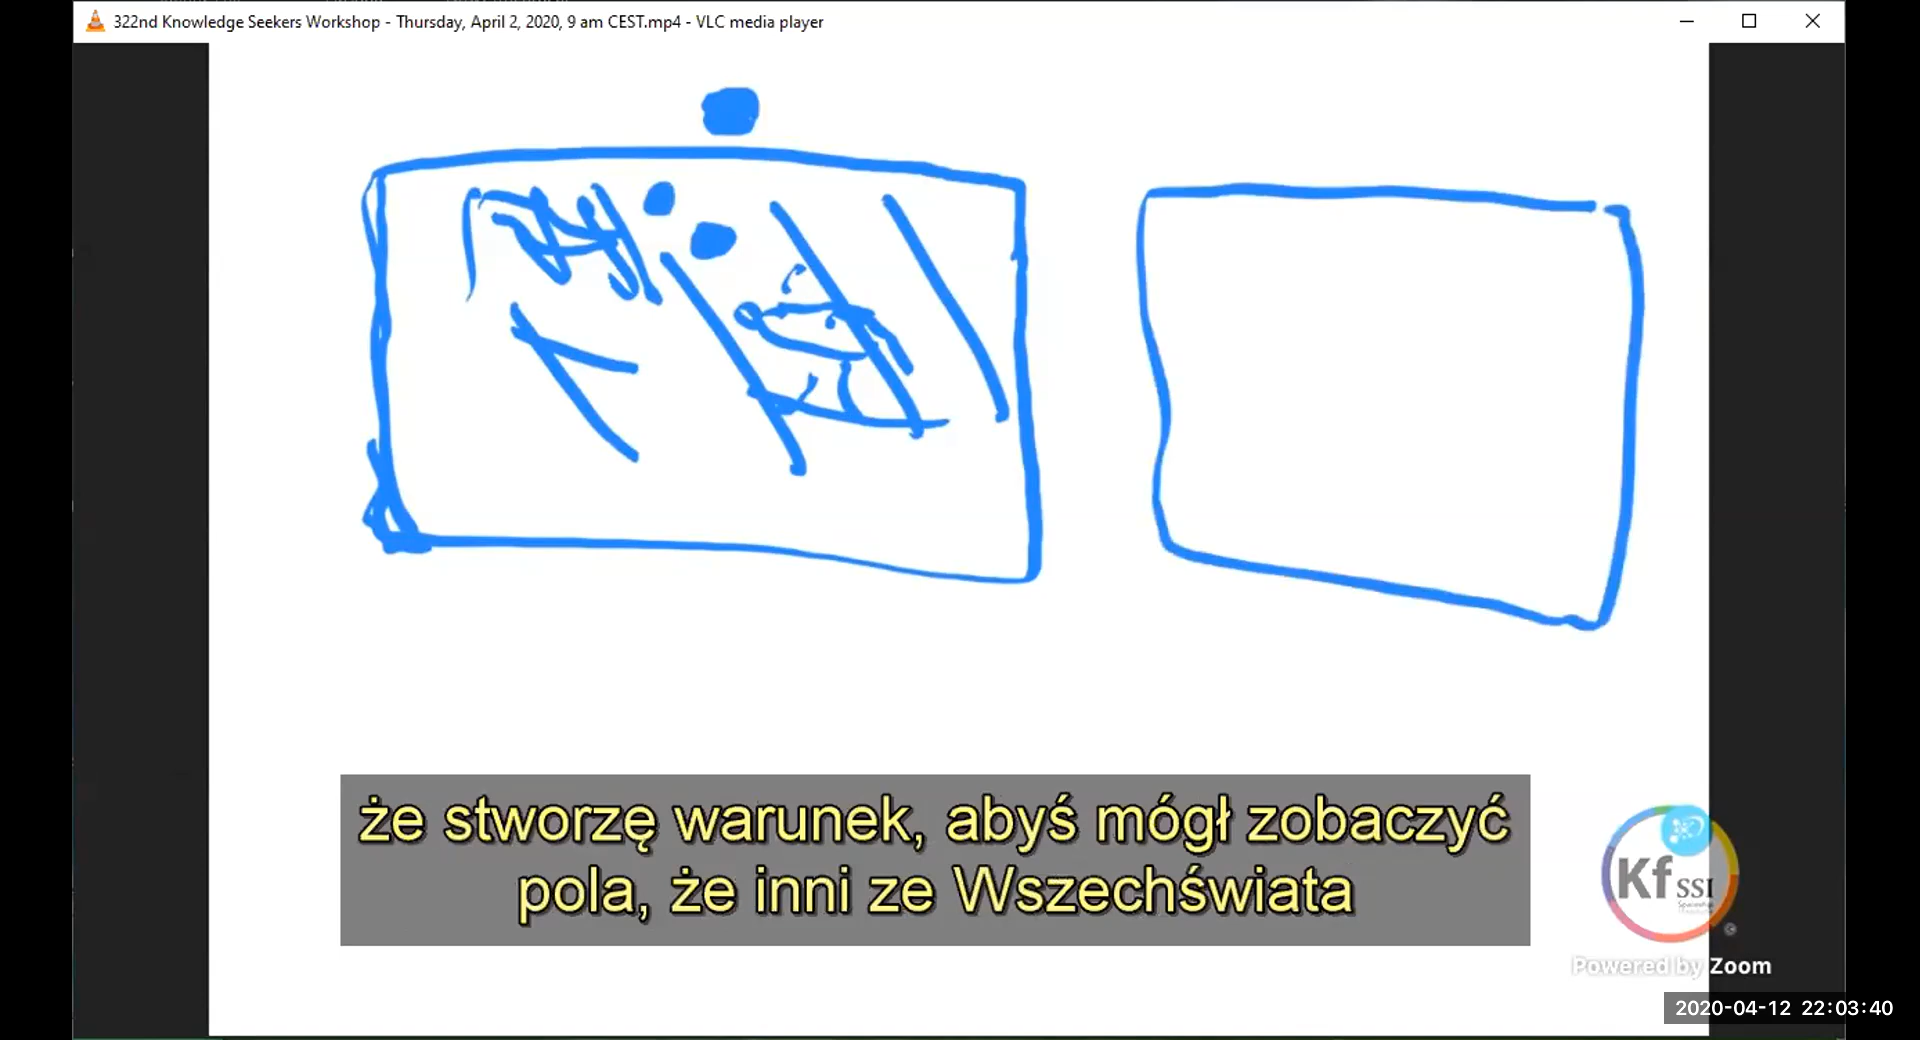 322nd Knowledge Seekers Workshop - Thursday, April 2, 2020, 9 am CEST.mp4 - VLC media player
że stworzę warunek, abyś mógł zobaczyć
pola, że inni ze Wszechświata
Kf SSI
Powered by Zoom
2020-04-12 22:03:40